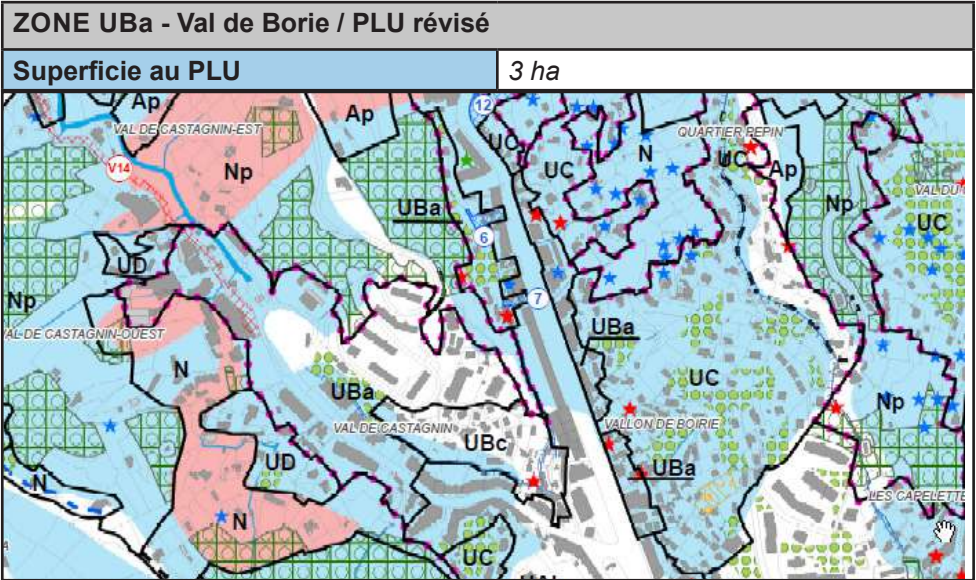 ZONE UBa - Val de Borie / PLU révisé
Superficie au PLU 3 ha
Ap
Ap
12
VAL DE CASTAGNIN-EST
V14
Np
UC
UC
N
QUARTIER PEPIN
UC
Ap
Np
UBa
UC
6
UD
7
Np
VAL DE CASTAGNIN-OUEST
N
UBa
UBa
UC
Np
VAL DE CASTAGNIN
UBc
VALLON DE BOIRIE
UD
UBa
N
N
LES CAPELETTE
UC